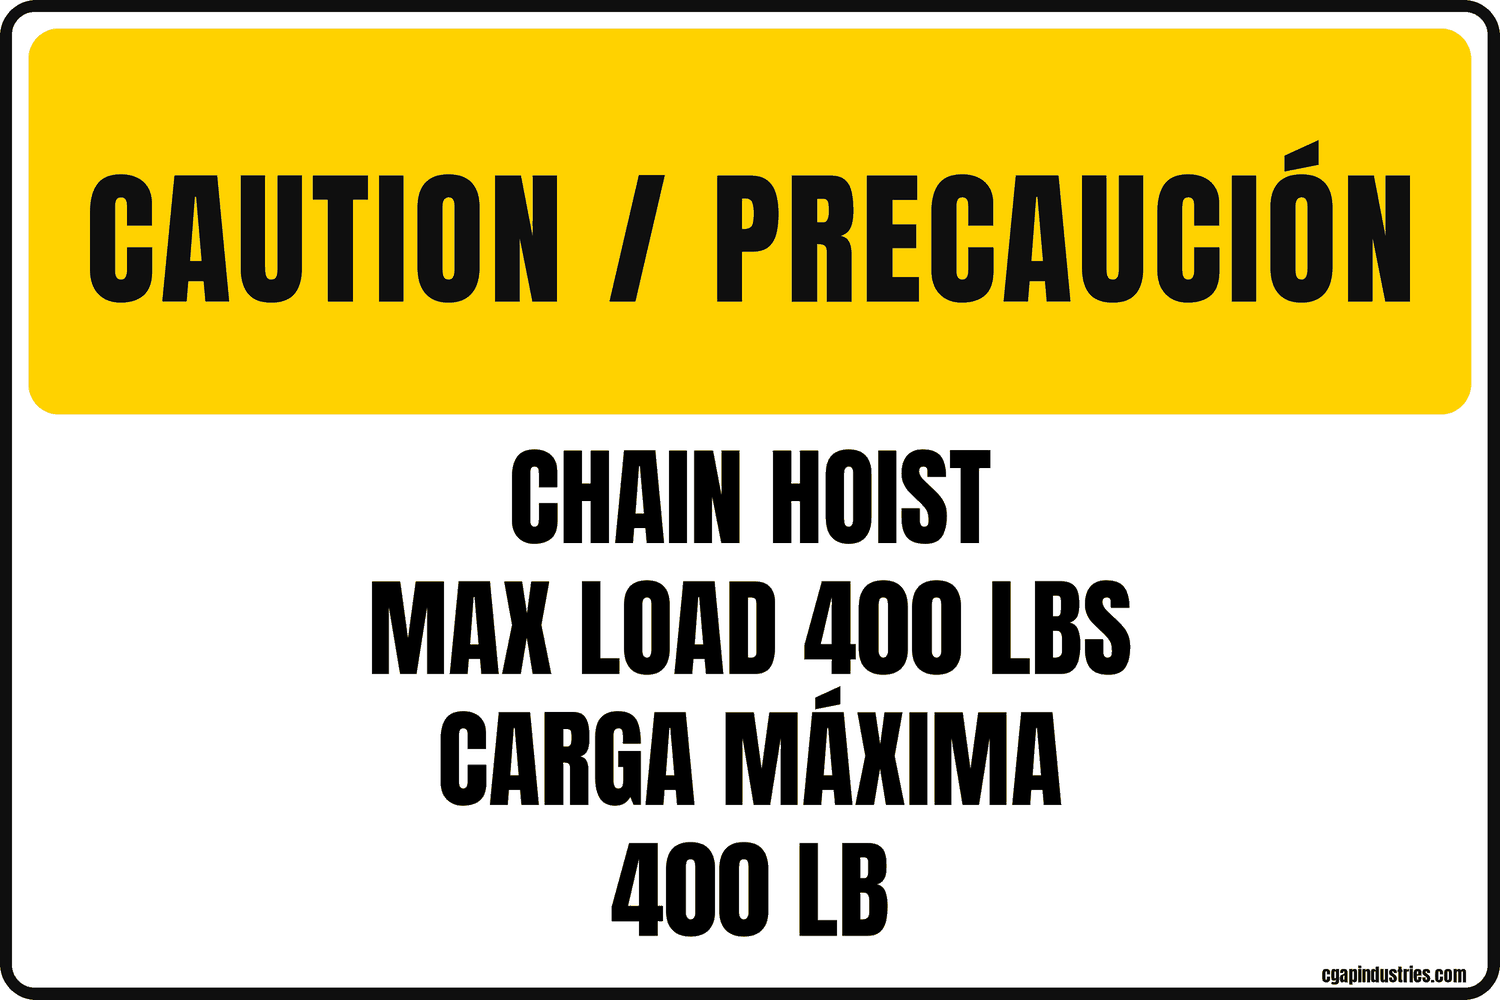 CAUTION / PRECAUCIÓN
CHAIN HOIST
MAX LOAD 400 LBS
CARGA MÁXIMA
400 LB
cgapindustries.com